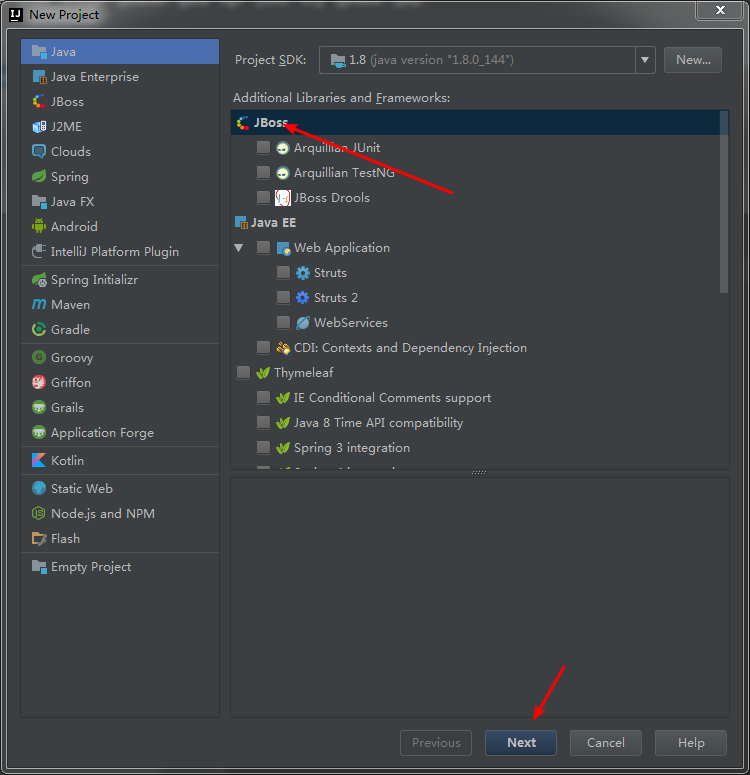 New Project
Java
Java Enterprise
JBoss
J2ME
Clouds
Spring
Java FX
Android
IntelliJ Platform Plugin
Spring Initializr
Maven
Gradle
Groovy
Griffon
Grails
Application Forge
Kotlin
Static Web
Node.js and NPM
Flash
Empty Project
Project SDK: 1.8 (java version "1.8.0_144") New...
Additional Libraries and Frameworks:
JBoss
Arquillian JUnit
Arquillian TestNG
JBoss Drools
Java EE
Web Application
Struts
Struts 2
WebServices
CDI: Contexts and Dependency Injection
Thymeleaf
IE Conditional Comments support
Java 8 Time API compatibility
Spring 3 integration
Previous Next Cancel Help